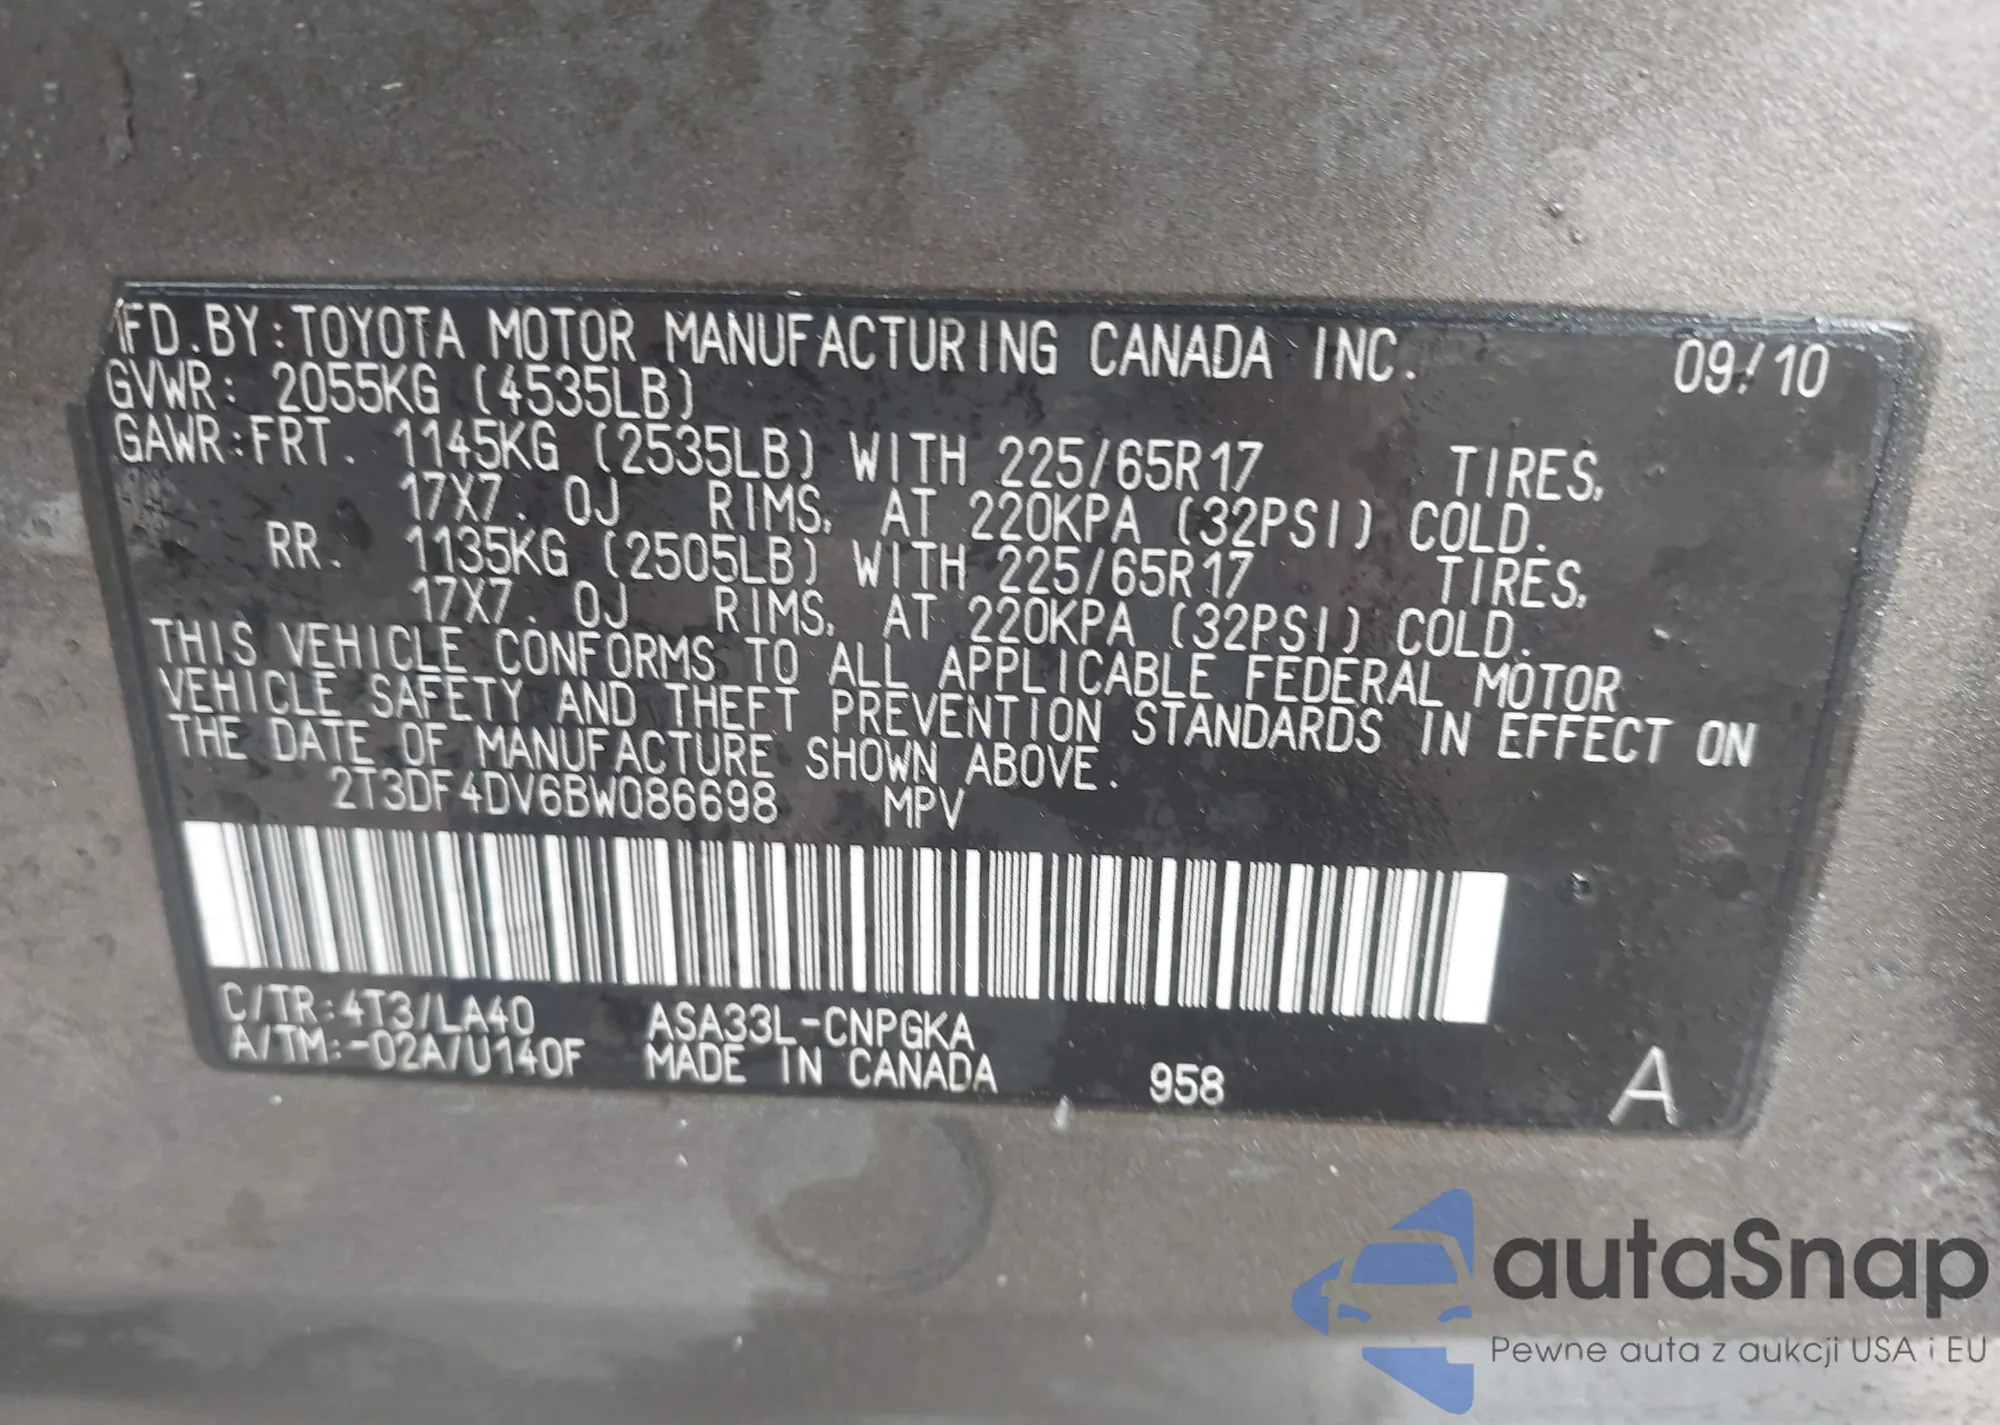 MFD.BY:TOYOTA MOTOR MANUFACTURING CANADA INC. 09/10
GVWR: 2055KG (4535LB)
GAWR:FRT. 1145KG (2535LB) WITH 225/65R17 TIRES,
17X7.0J RIMS, AT 220KPA (32PSI) COLD.
RR. 1135KG (2505LB) WITH 225/65R17 TIRES,
17X7.0J RIMS, AT 220KPA (32PSI) COLD.
THIS VEHICLE CONFORMS TO ALL APPLICABLE FEDERAL MOTOR
VEHICLE SAFETY AND THEFT PREVENTION STANDARDS IN EFFECT ON
THE DATE OF MANUFACTURE SHOWN ABOVE.
2T3DF4DV6BW086698 MPV
C/TR:4T3/LA40 ASA33L-CNPGKA
A/TM:-02A/U140F MADE IN CANADA 958 A
autaSnap
Pewne auta z aukcji USA i EU